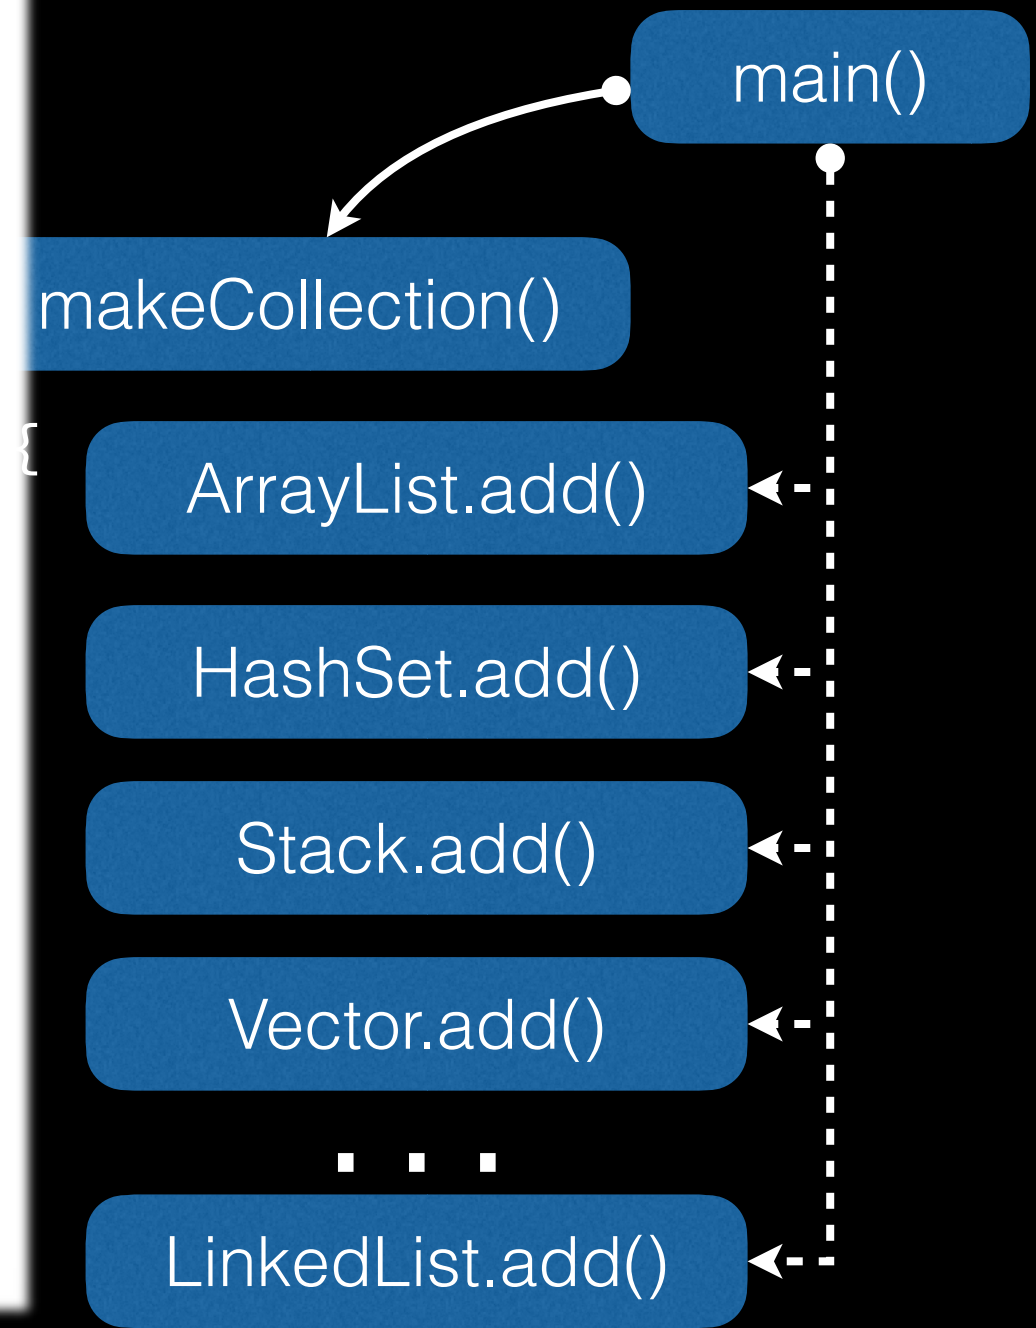 main()
makeCollection()
{
ArrayList.add()
HashSet.add()
Stack.add()
Vector.add()
. . .
LinkedList.add()